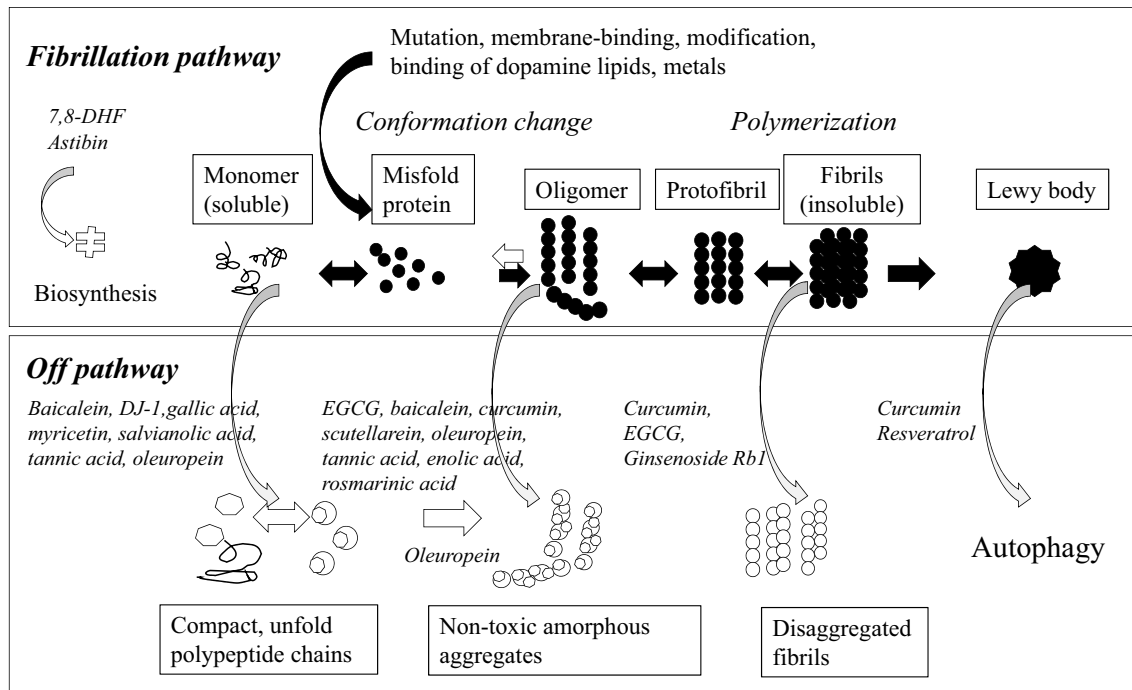 Fibrillation pathway
Mutation, membrane-binding, modification,
binding of dopamine lipids, metals
7,8-DHF
Astibin
Conformation change
Polymerization
Monomer
(soluble)
Misfold
protein
Oligomer
Protofibril
Fibrils
(insoluble)
Lewy body
Biosynthesis
Off pathway
Baicalein, DJ-1,gallic acid,
myricetin, salvianolic acid,
tannic acid, oleuropein
EGCG, baicalein, curcumin,
scutellarein, oleuropein,
tannic acid, enolic acid,
rosmarinic acid
Curcumin,
EGCG,
Ginsenoside Rb1
Curcumin
Resveratrol
Oleuropein
Autophagy
Compact, unfold
polypeptide chains
Non-toxic amorphous
aggregates
Disaggregated
fibrils